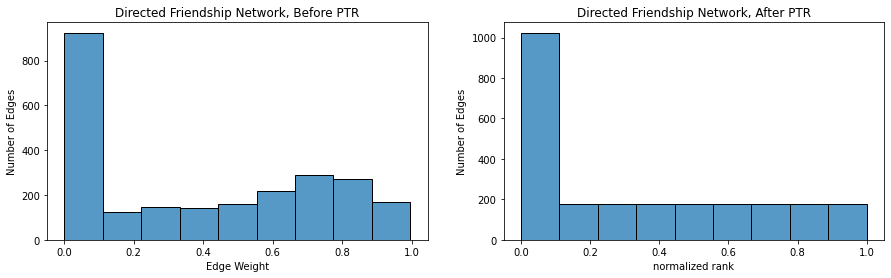 Directed Friendship Network, Before PTR
Number of Edges
800
600
400
200
0
0.0 0.2 0.4 0.6 0.8 1.0
Edge Weight
Directed Friendship Network, After PTR
Number of Edges
1000
800
600
400
200
0
0.0 0.2 0.4 0.6 0.8 1.0
normalized rank